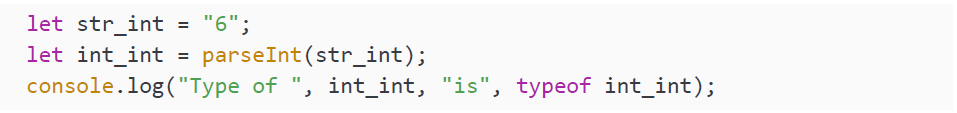 let str_int = "6";
let int_int = parseInt(str_int);
console.log("Type of ", int_int, "is", typeof int_int);